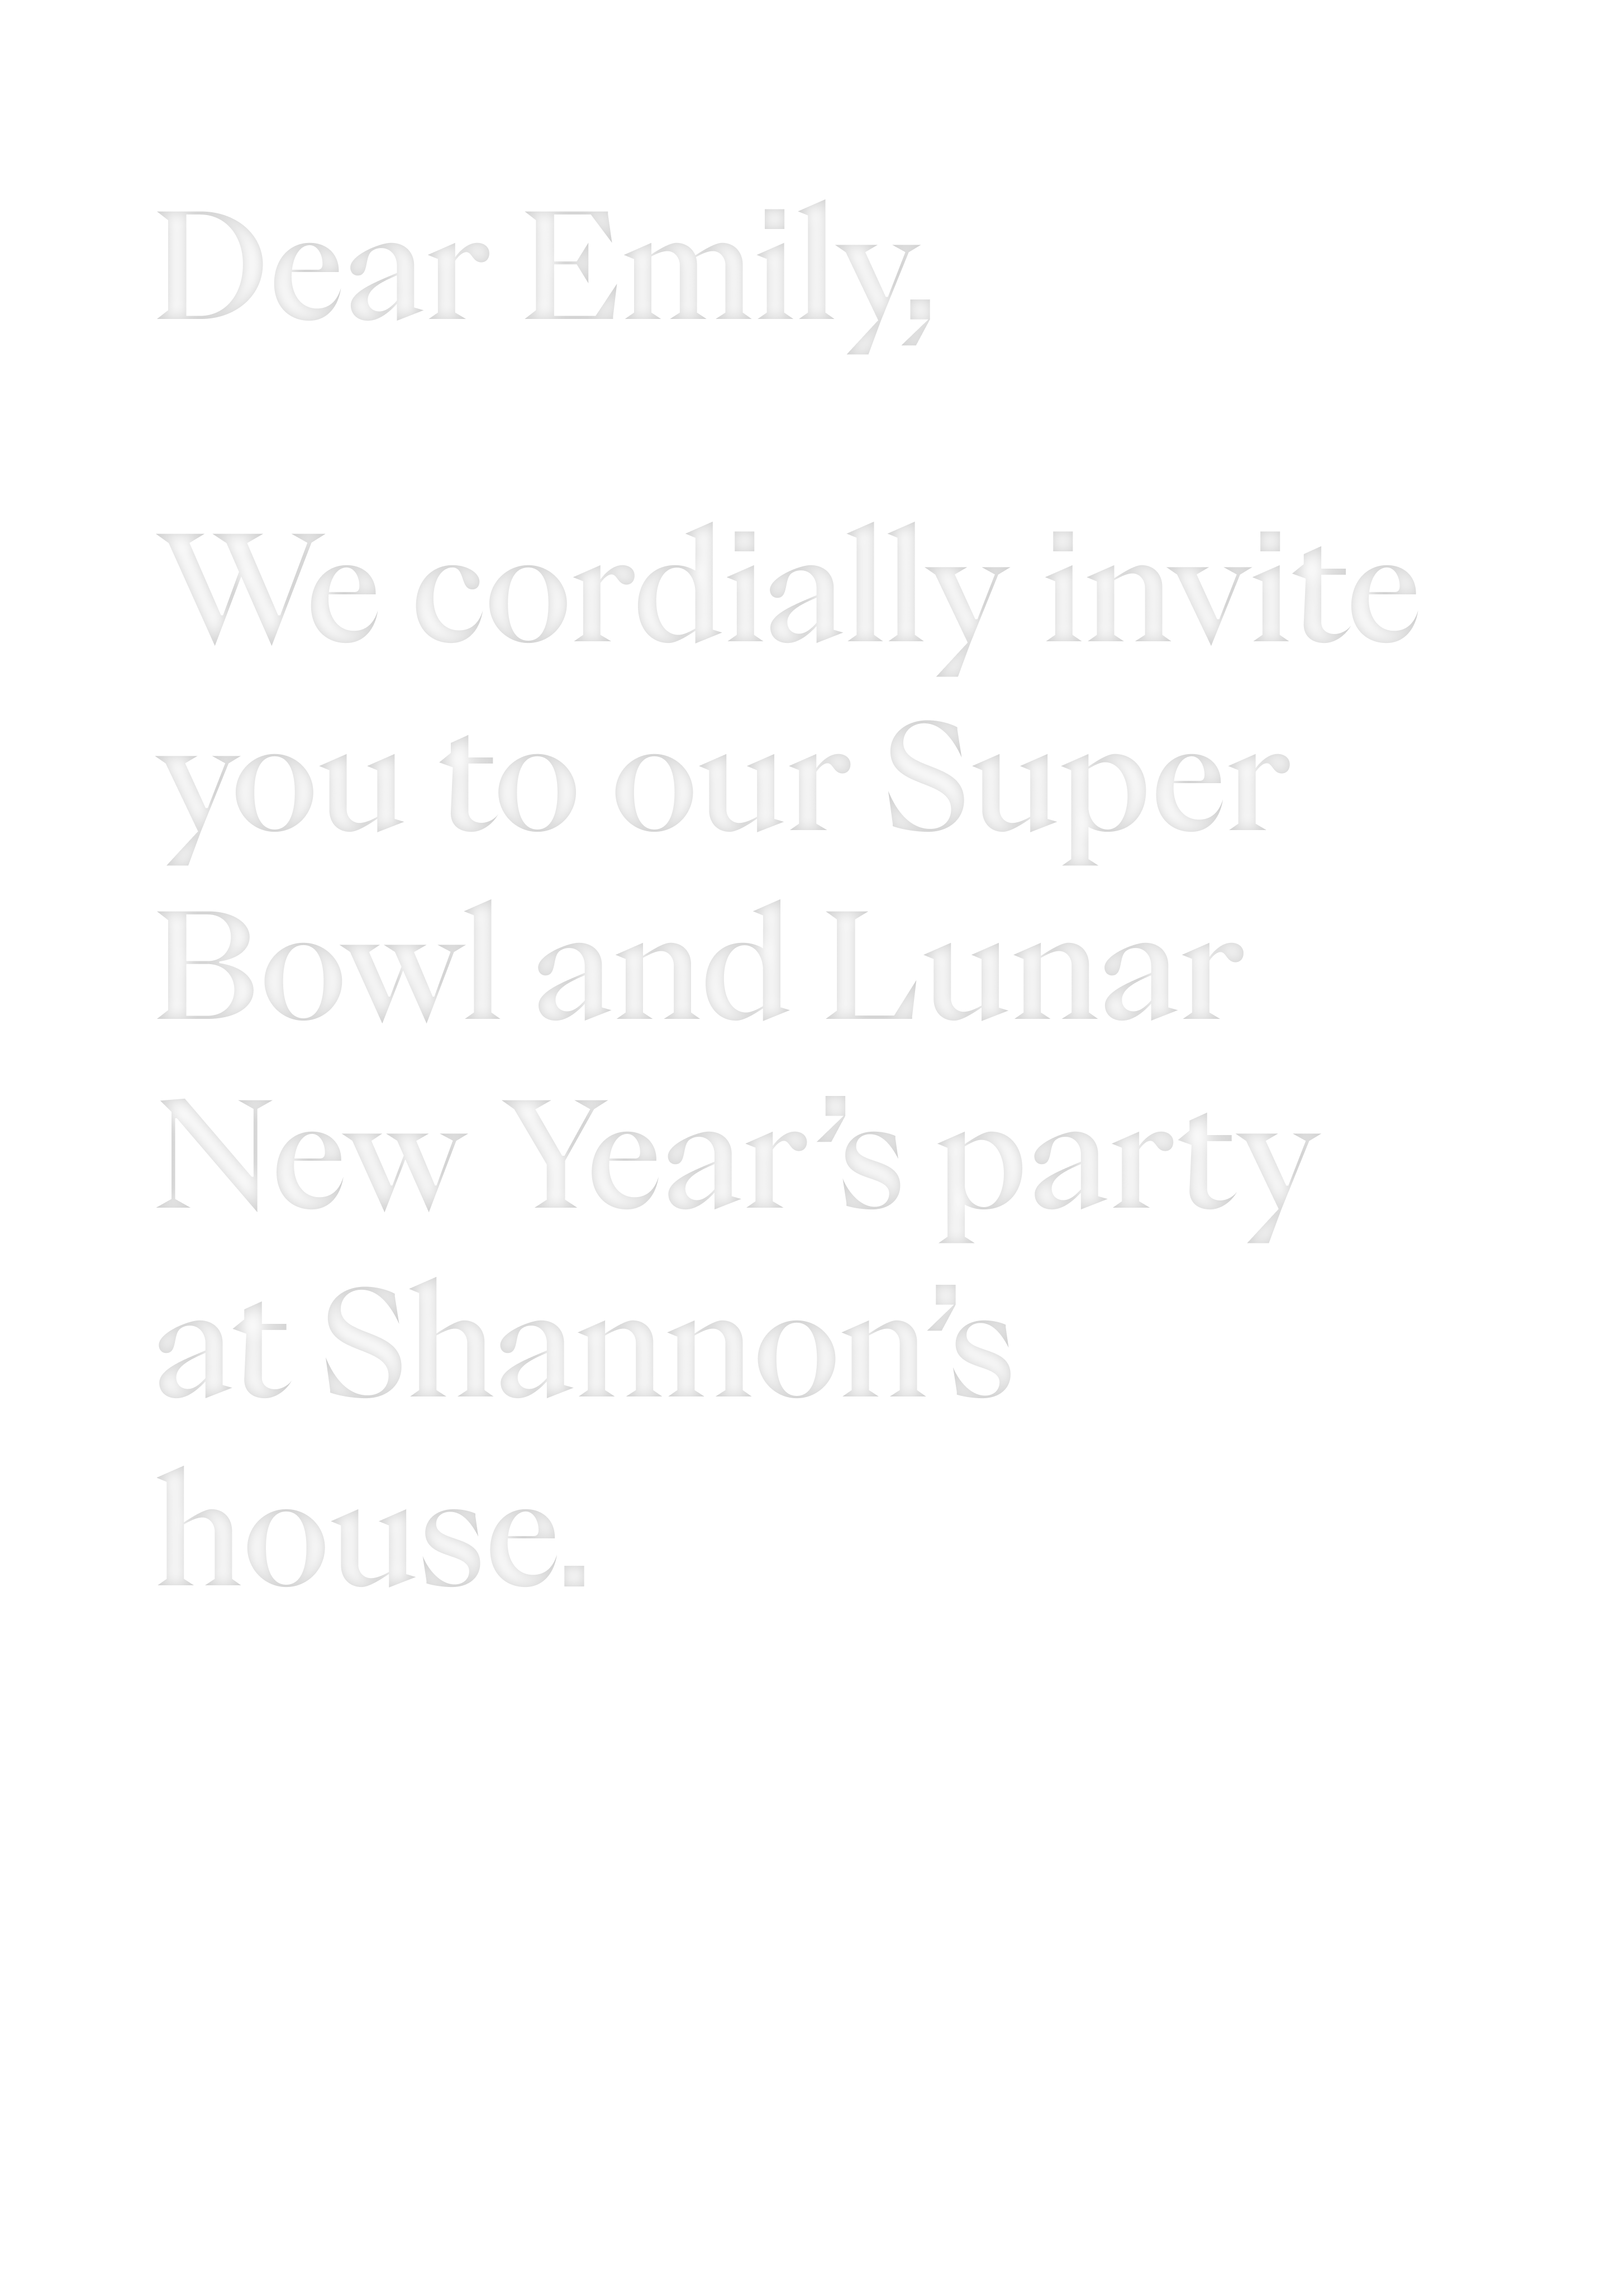 Dear Emily,
We cordially invite
you to our Super
Bowl and Lunar
New Year’s party
at Shannon’s
house.